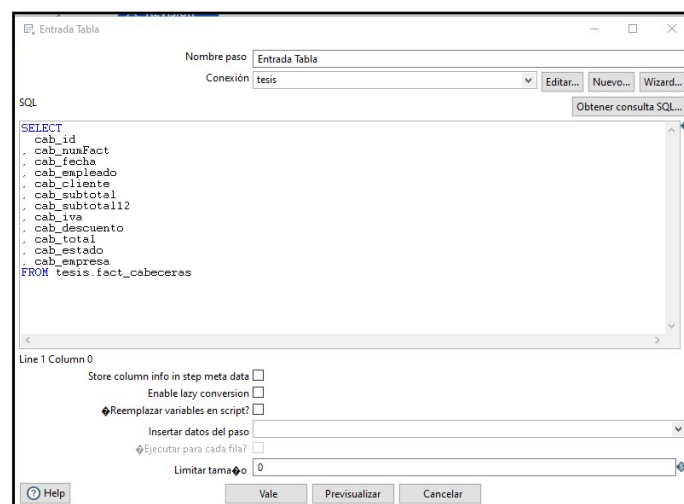 Entrada Tabla
Nombre paso Entrada Tabla
Conexión tesis Editar... Nuevo... Wizard...
SQL Obtener consulta SQL...
SELECT
cab_id
, cab_numFact
, cab_fecha
, cab_empleado
, cab_cliente
, cab_subtotal
, cab_subtotal12
, cab_iva
, cab_descuento
, cab_total
, cab_estado
, cab_empresa
FROM tesis.fact_cabeceras
Line 1 Column 0
Store column info in step meta data
Enable lazy conversion
�Reemplazar variables en script?
Insertar datos del paso
�Ejecutar para cada fila?
Limitar tama�o 0
Help Vale Previsualizar Cancelar